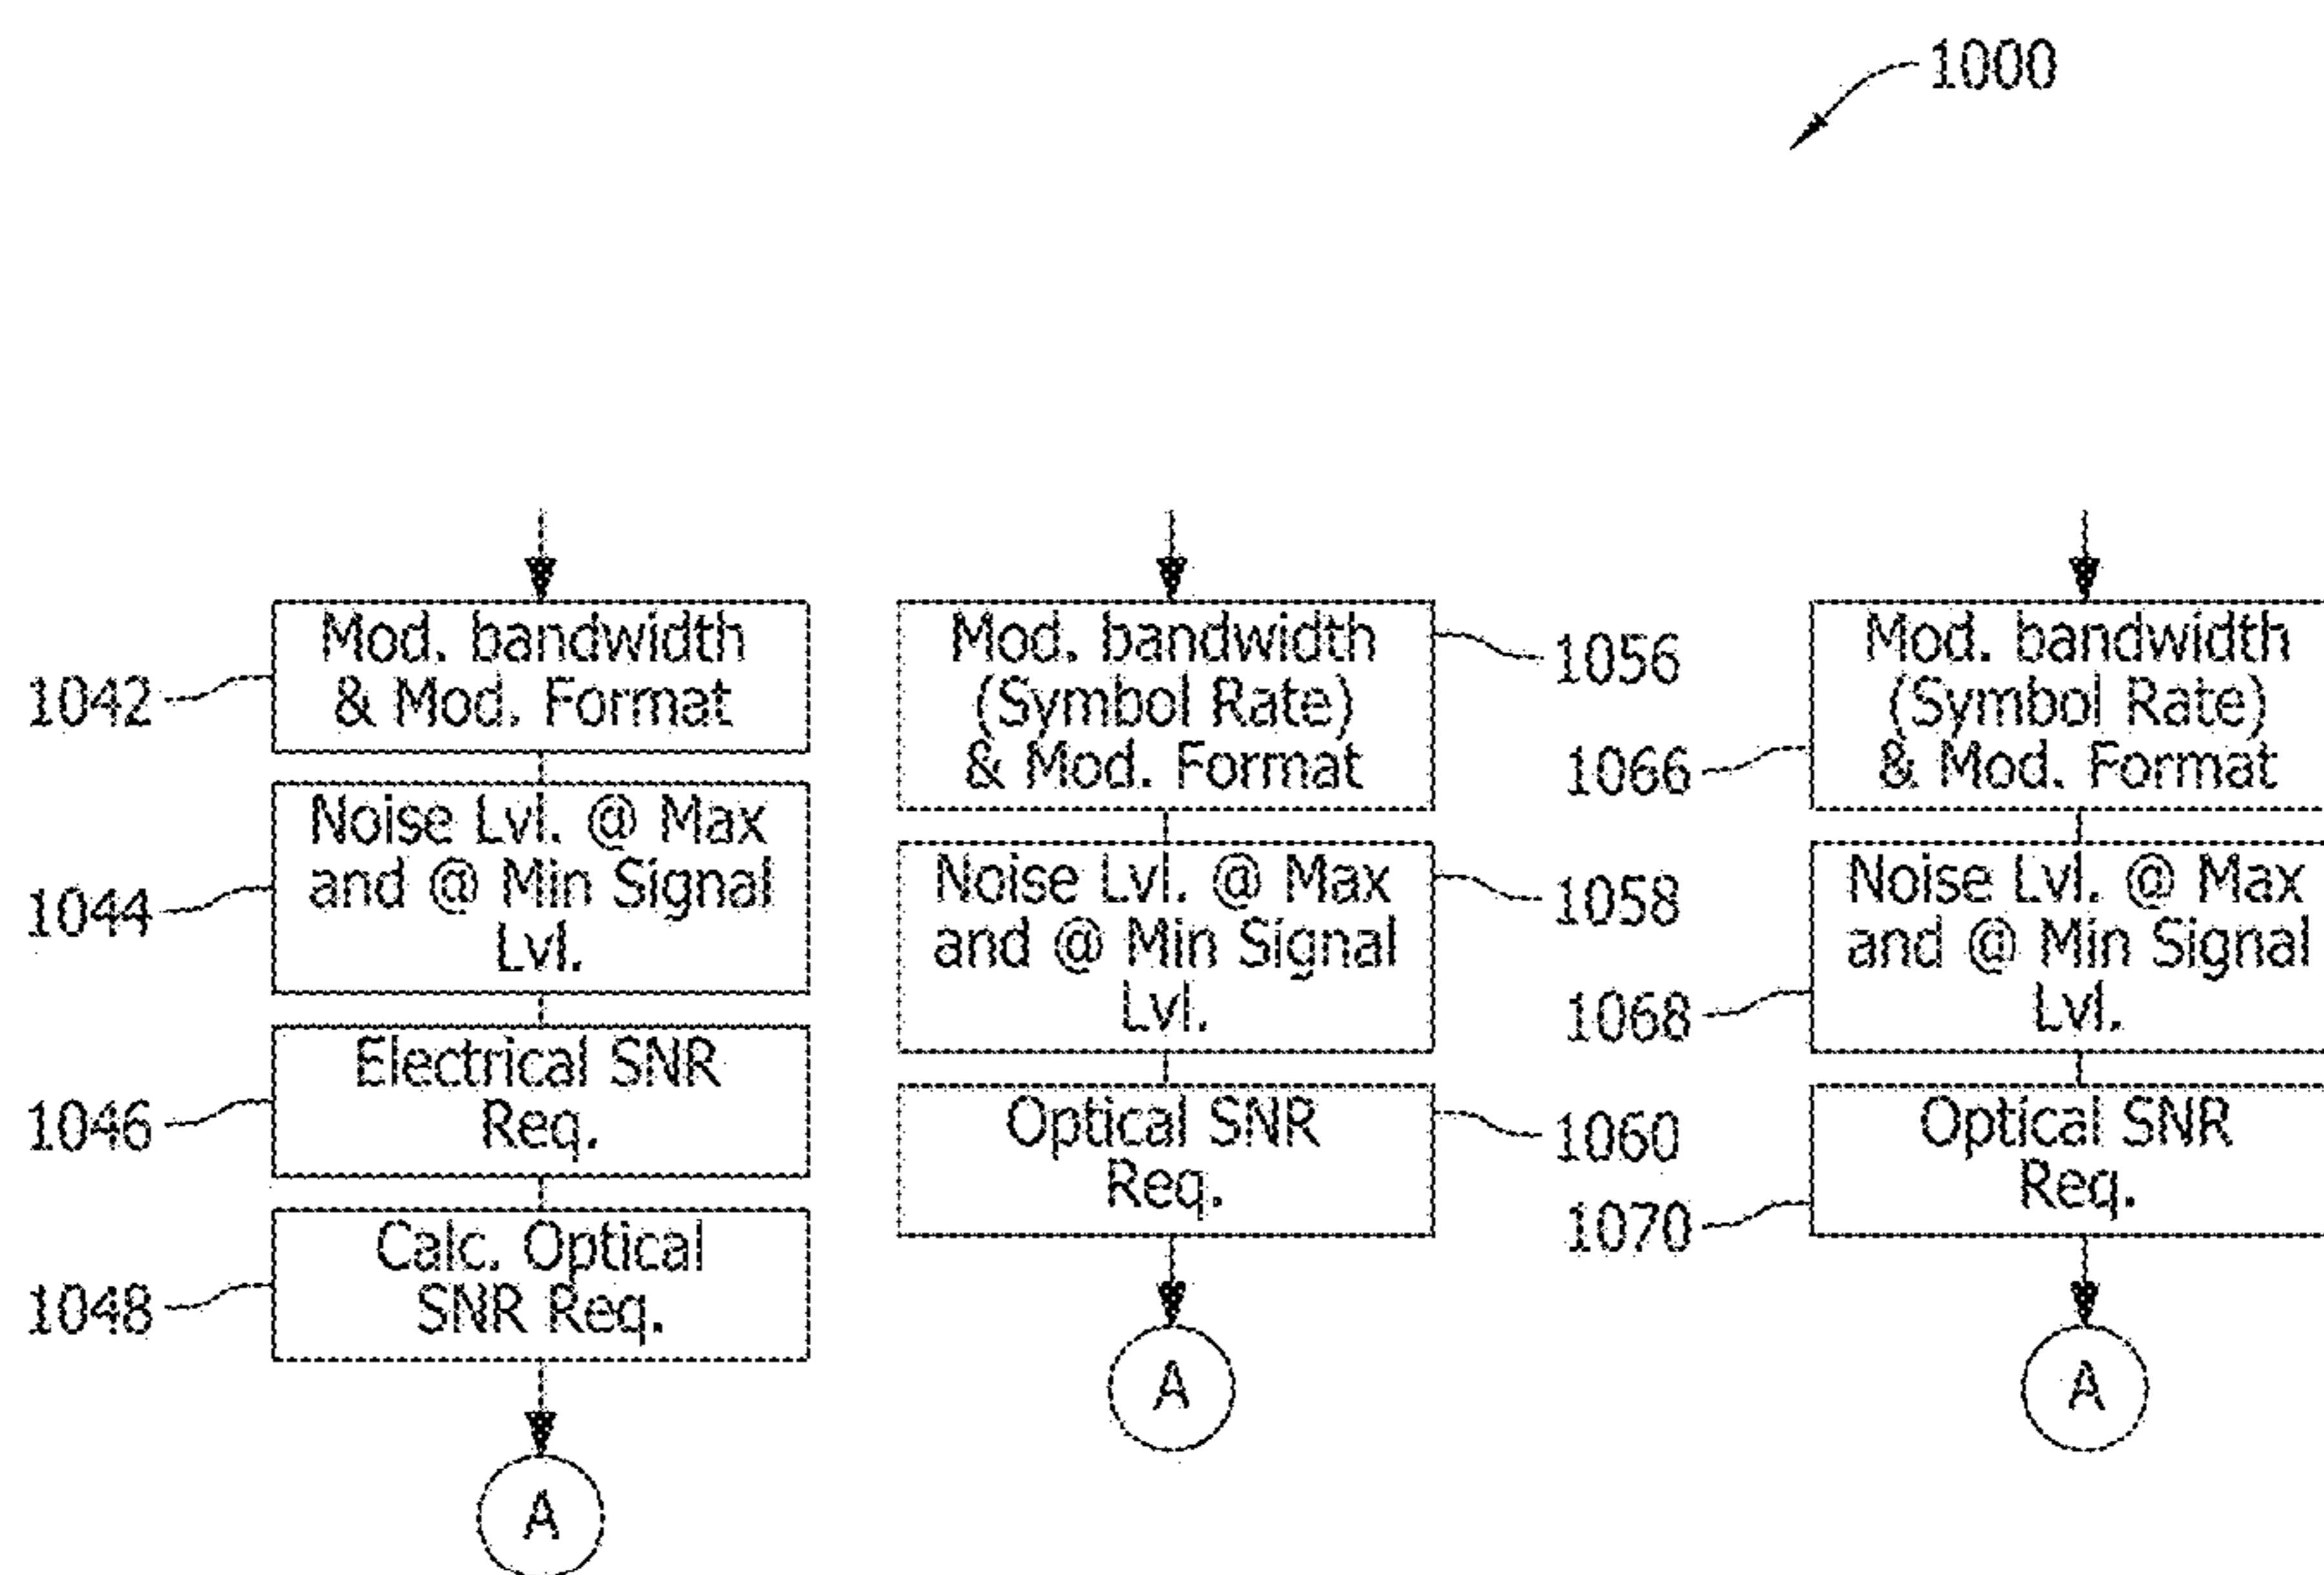 1000
1042
Mod. bandwidth
& Mod. Format
1044
Noise Lvl. @ Max
and @ Min Signal
Lvl.
1046
Electrical SNR
Req.
1048
Calc. Optical
SNR Req.
A
Mod. bandwidth
(Symbol Rate)
& Mod. Format
1056
Noise Lvl. @ Max
and @ Min Signal
Lvl.
1058
Optical SNR
Req.
1060
A
1066
Mod. bandwidth
(Symbol Rate)
& Mod. Format
1068
Noise Lvl. @ Max
and @ Min Signal
Lvl.
1070
Optical SNR
Req.
A